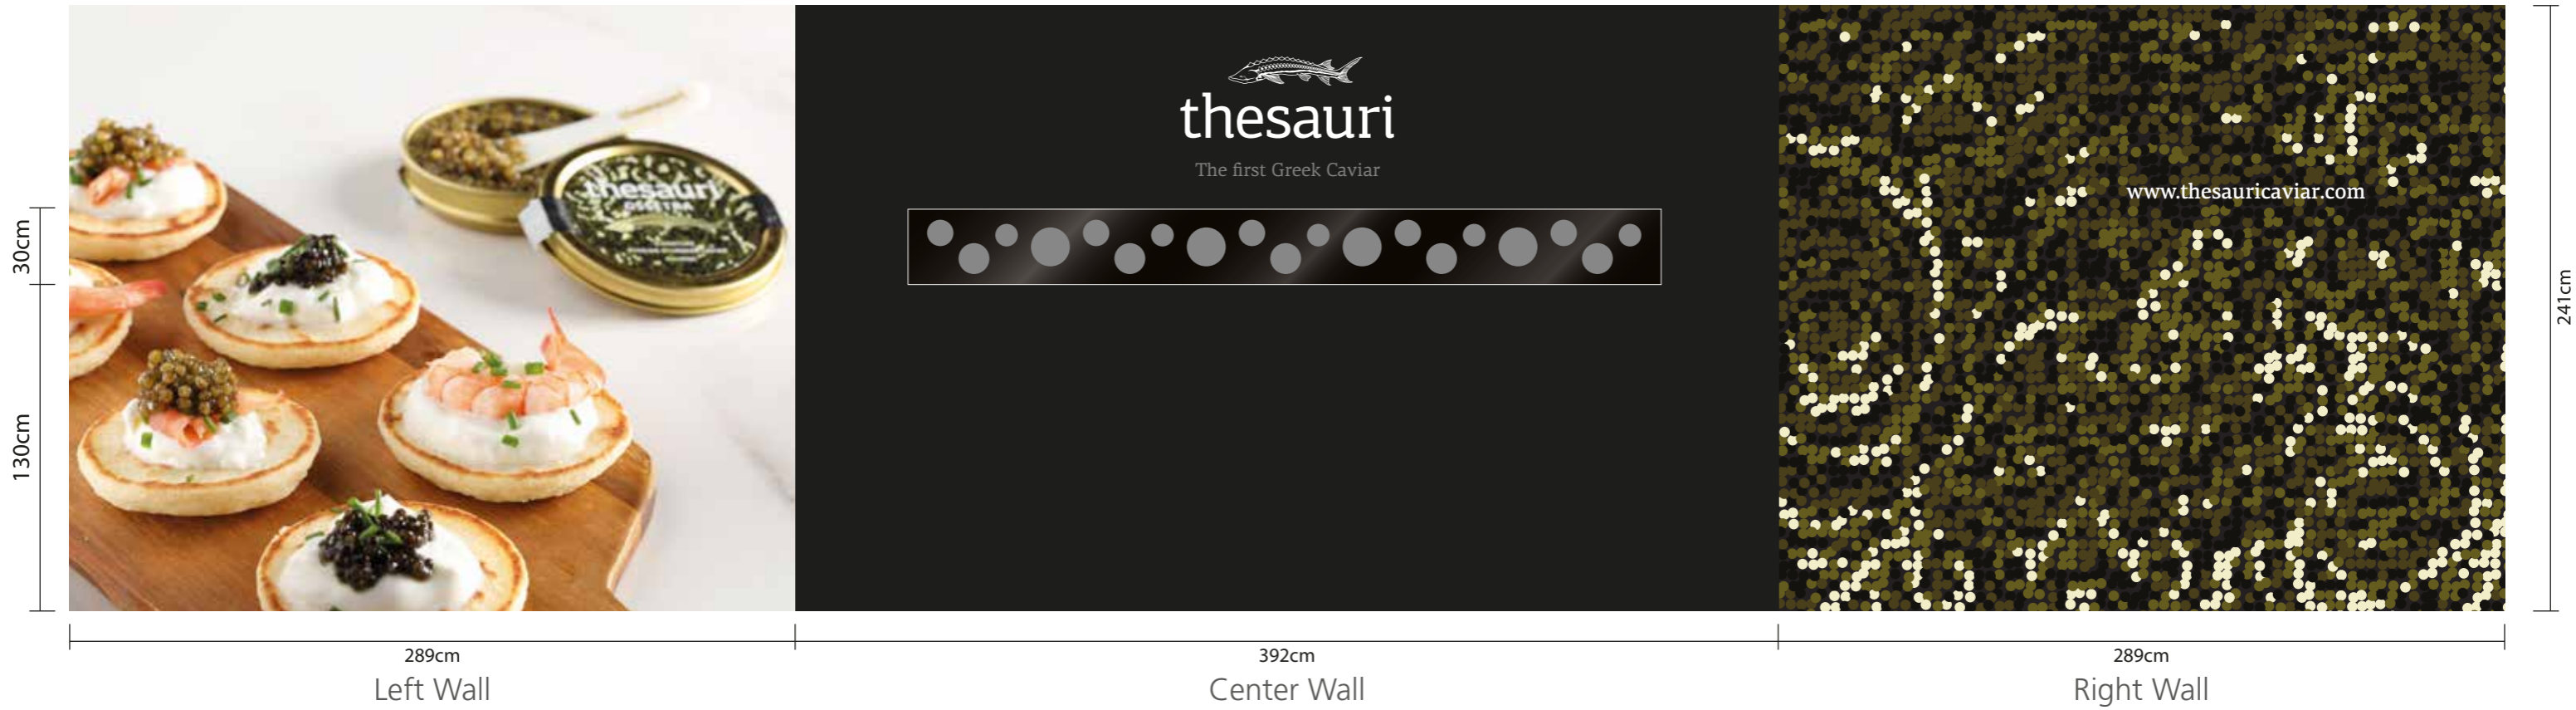 thesauri
OSSETRA
thesauri
The first Greek Caviar
www.thesauricaviar.com
30cm
130cm
241cm
289cm
392cm
289cm
Left Wall
Center Wall
Right Wall